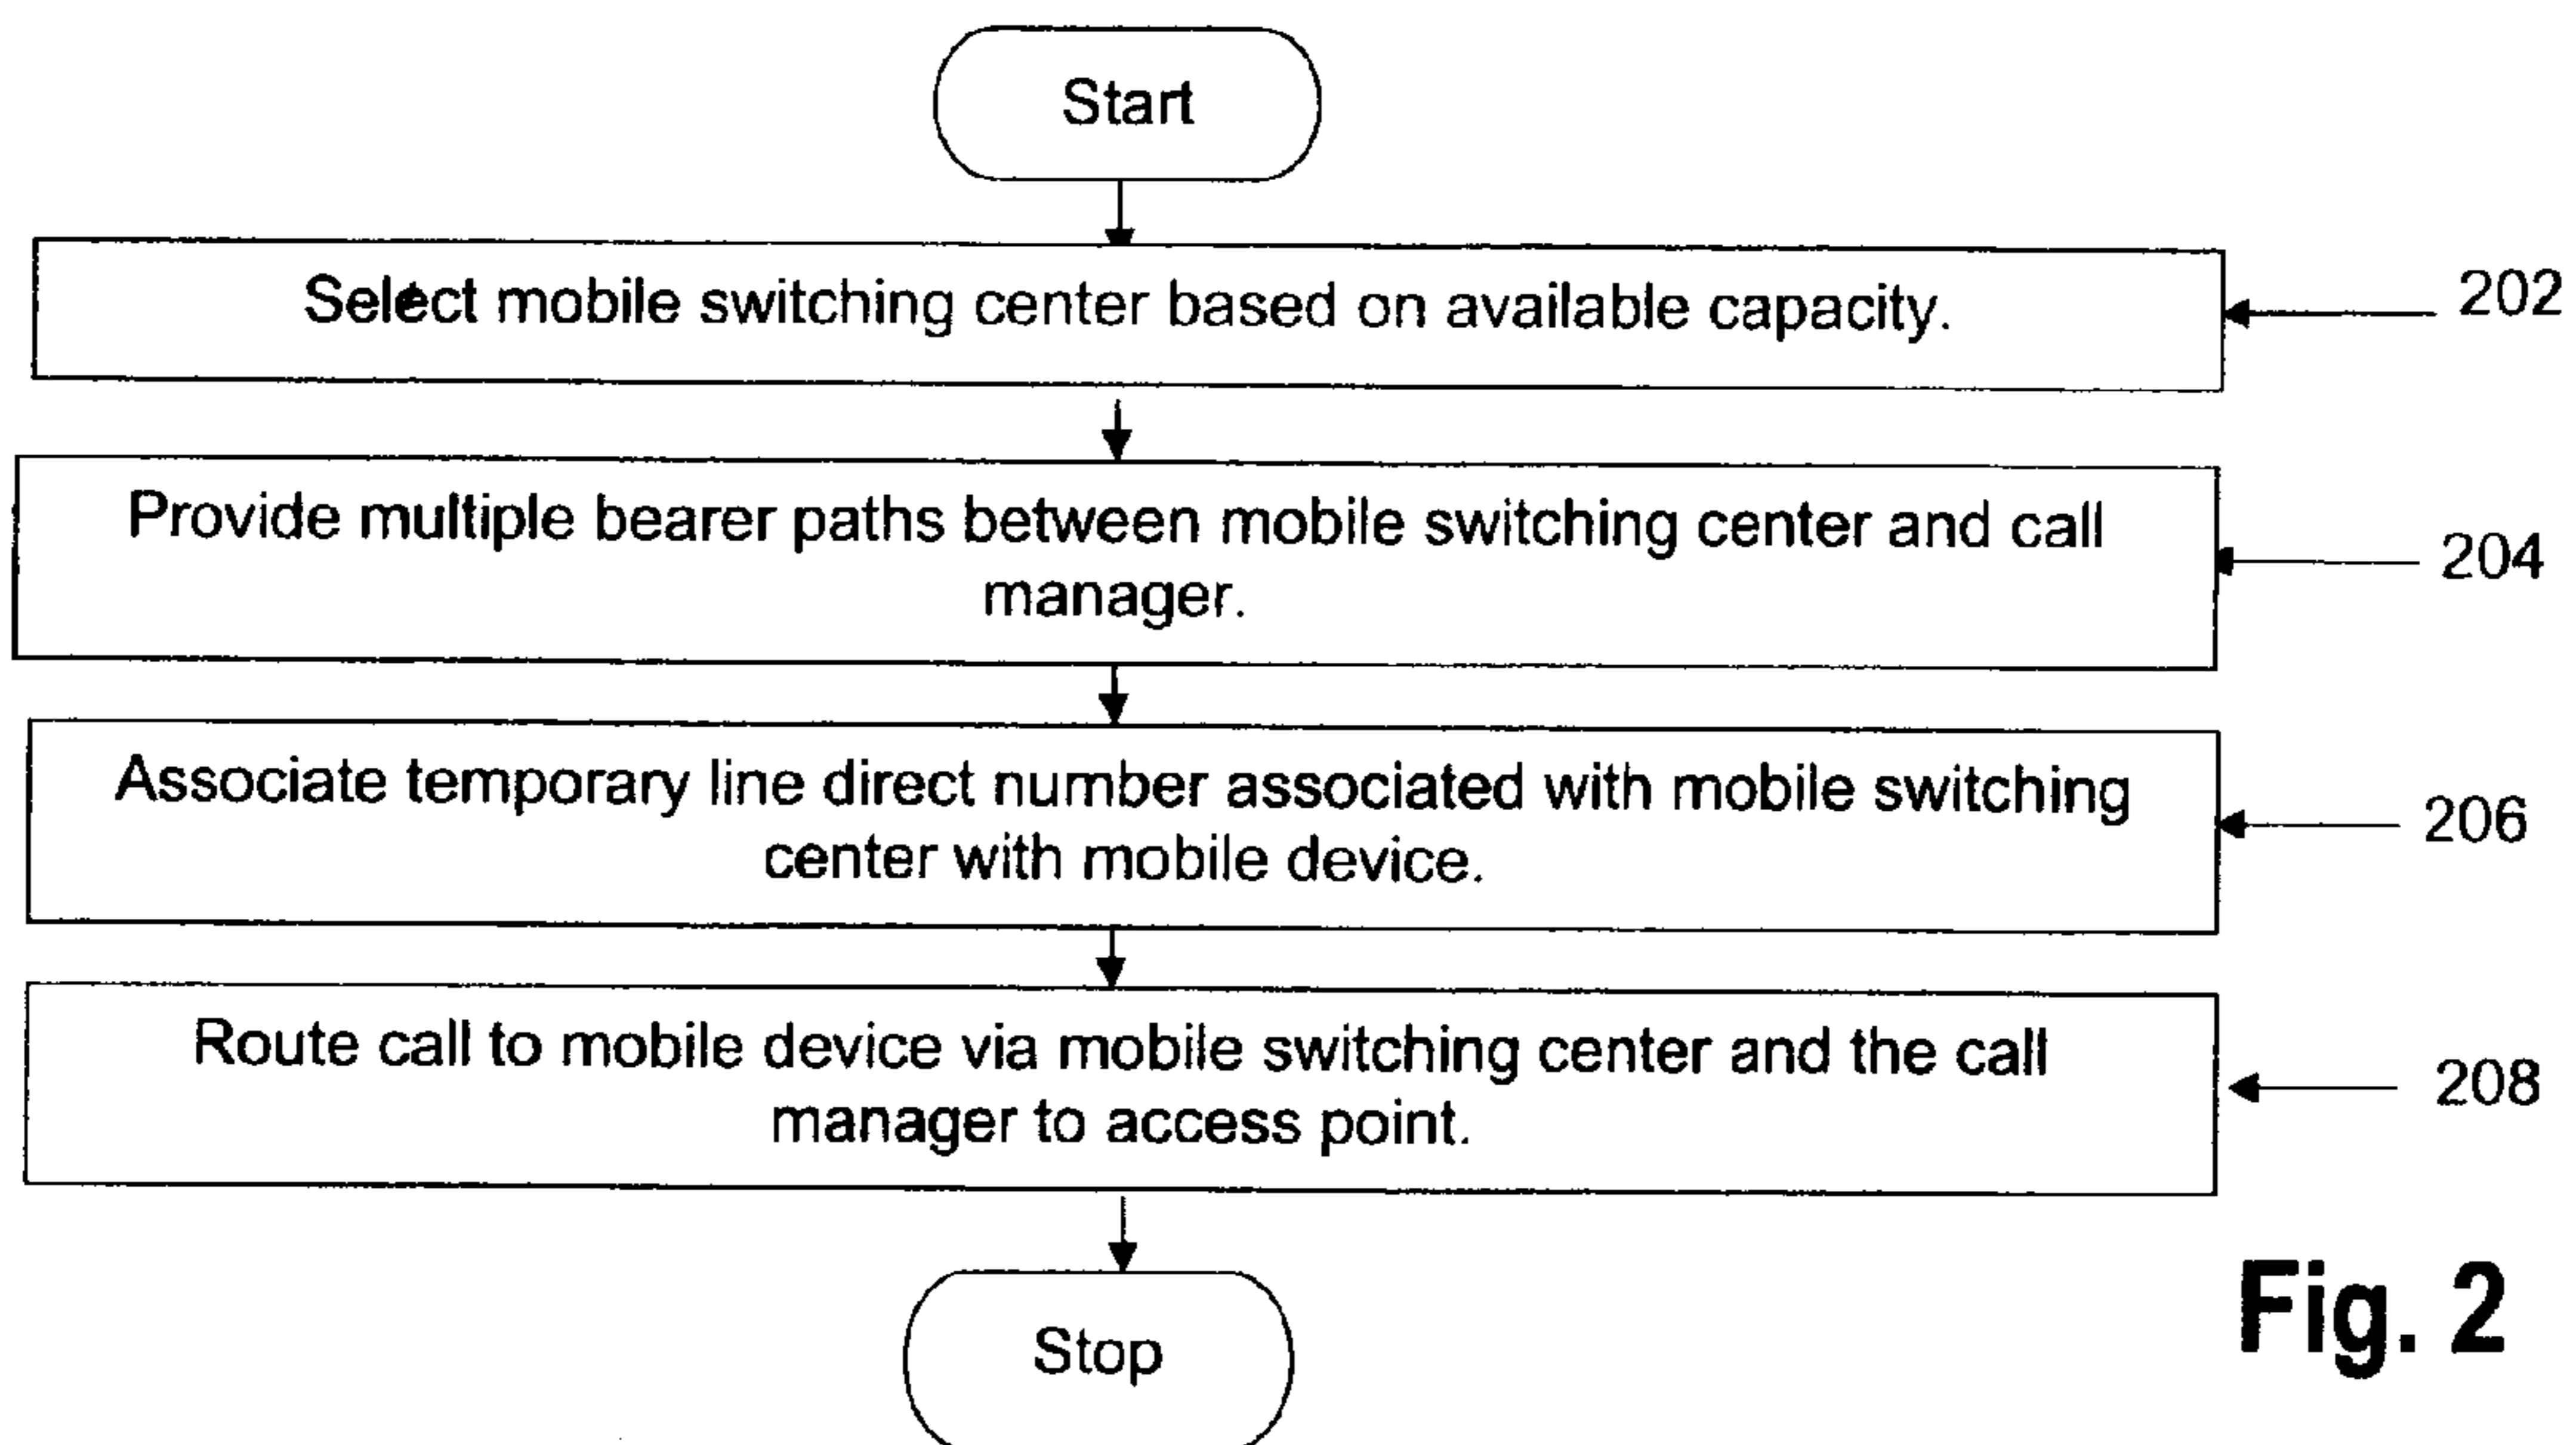 Start
Select mobile switching center based on available capacity.
202
Provide multiple bearer paths between mobile switching center and call
manager.
204
Associate temporary line direct number associated with mobile switching
center with mobile device.
206
Route call to mobile device via mobile switching center and the call
manager to access point.
208
Stop
Fig. 2